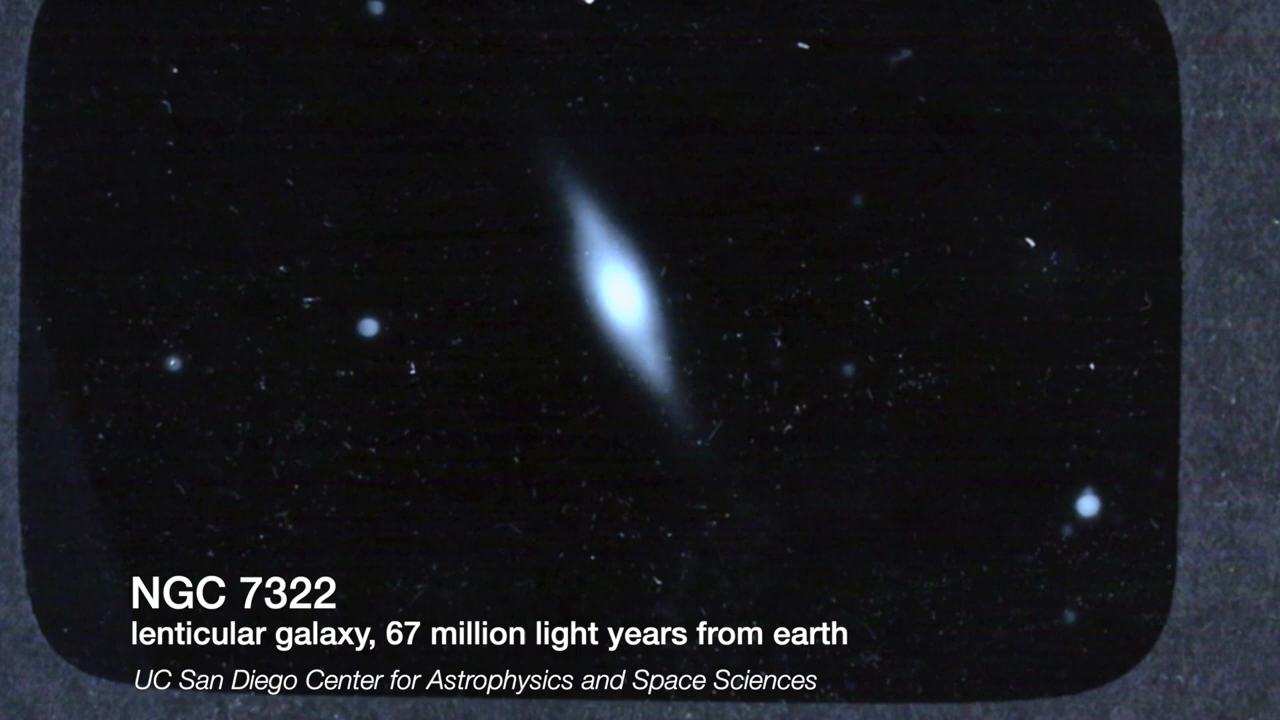 NGC 7322
lenticular galaxy, 67 million light years from earth
UC San Diego Center for Astrophysics and Space Sciences